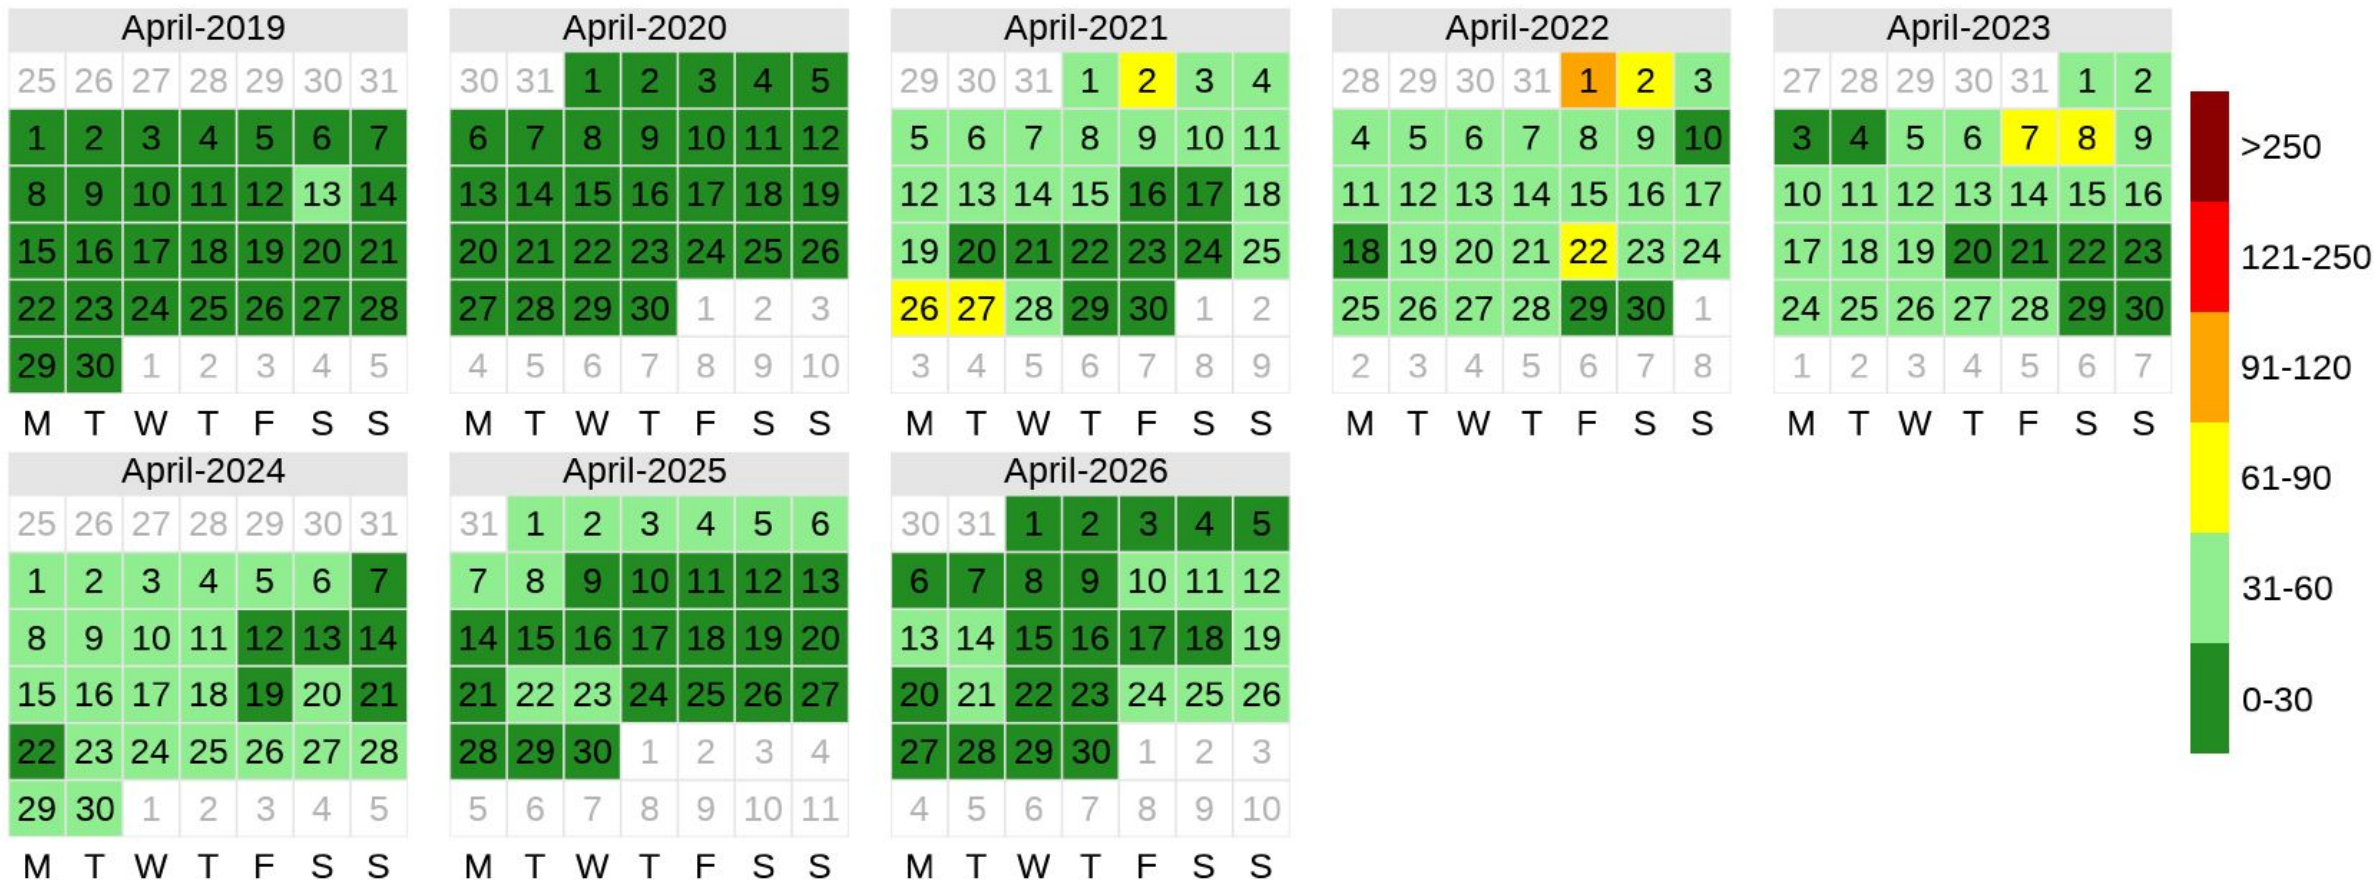 April-2019 April-2020 April-2021 April-2022 April-2023
25 26 27 28 29 30 31 30 31 1 2 3 4 5 29 30 31 1 2 3 4 28 29 30 31 1 2 3 27 28 29 30 31 1 2
1 2 3 4 5 6 7 6 7 8 9 10 11 12 5 6 7 8 9 10 11 4 5 6 7 8 9 10 3 4 5 6 7 8 9
>250
8 9 10 11 12 13 14 13 14 15 16 17 18 19 12 13 14 15 16 17 18 11 12 13 14 15 16 17 10 11 12 13 14 15 16
15 16 17 18 19 20 21 20 21 22 23 24 25 26 19 20 21 22 23 24 25 18 19 20 21 22 23 24 17 18 19 20 21 22 23
121-250
22 23 24 25 26 27 28 27 28 29 30 1 2 3 26 27 28 29 30 1 2 25 26 27 28 29 30 1 24 25 26 27 28 29 30
29 30 1 2 3 4 5 4 5 6 7 8 9 10 3 4 5 6 7 8 9 2 3 4 5 6 7 8 1 2 3 4 5 6 7
91-120
M T W T F S S M T W T F S S M T W T F S S M T W T F S S M T W T F S S
April-2024 April-2025 April-2026
61-90
25 26 27 28 29 30 31 31 1 2 3 4 5 6 30 31 1 2 3 4 5
1 2 3 4 5 6 7 7 8 9 10 11 12 13 6 7 8 9 10 11 12
31-60
8 9 10 11 12 13 14 14 15 16 17 18 19 20 13 14 15 16 17 18 19
15 16 17 18 19 20 21 21 22 23 24 25 26 27 20 21 22 23 24 25 26
0-30
22 23 24 25 26 27 28 28 29 30 1 2 3 4 27 28 29 30 1 2 3
29 30 1 2 3 4 5 5 6 7 8 9 10 11 4 5 6 7 8 9 10
M T W T F S S M T W T F S S M T W T F S S